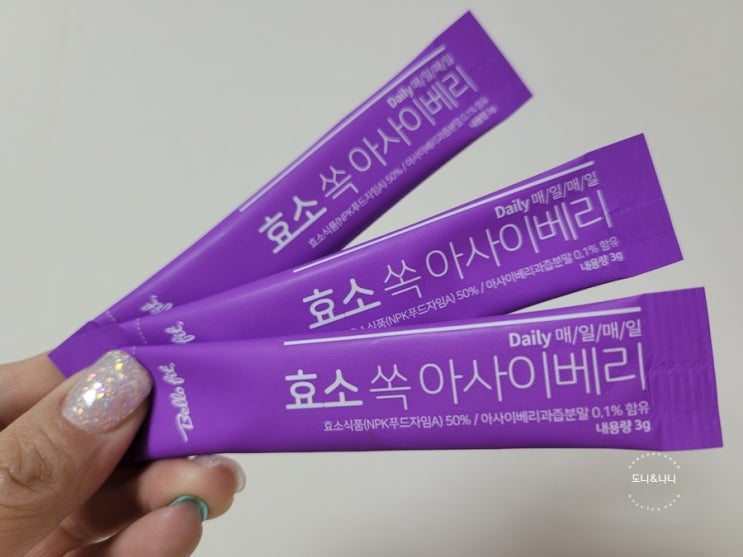 Daily 매/일/매/일
효소 쏙 아사이베리
효소식품(NPK푸드자임A) 50% / 아사이베리과즙분말 0.1% 함유
내용량 3g
Daily 매/일/매/일
효소 쏙 아사이베리
효소식품(NPK푸드자임A) 50% / 아사이베리과즙분말 0.1% 함유
내용량 3g
Daily 매/일/매/일
효소 쏙 아사이베리
효소식품(NPK푸드자임A) 50% / 아사이베리과즙분말 0.1% 함유
내용량 3g
Bello fit
도니&나니